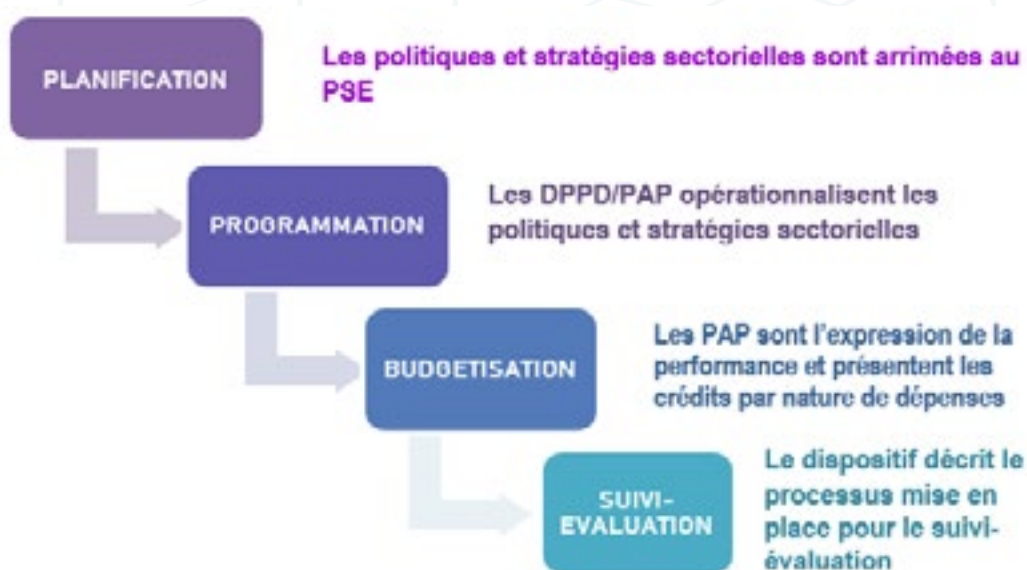 PLANIFICATION
Les politiques et stratégies sectorielles sont arrimées au
PSE
PROGRAMMATION
Les DPPD/PAP opérationnalisent les
politiques et stratégies sectorielles
BUDGETISATION
Les PAP sont l'expression de la
performance et présentent les
crédits par nature de dépenses
SUIVI-
EVALUATION
Le dispositif décrit le
processus mise en
place pour le suivi-
évaluation